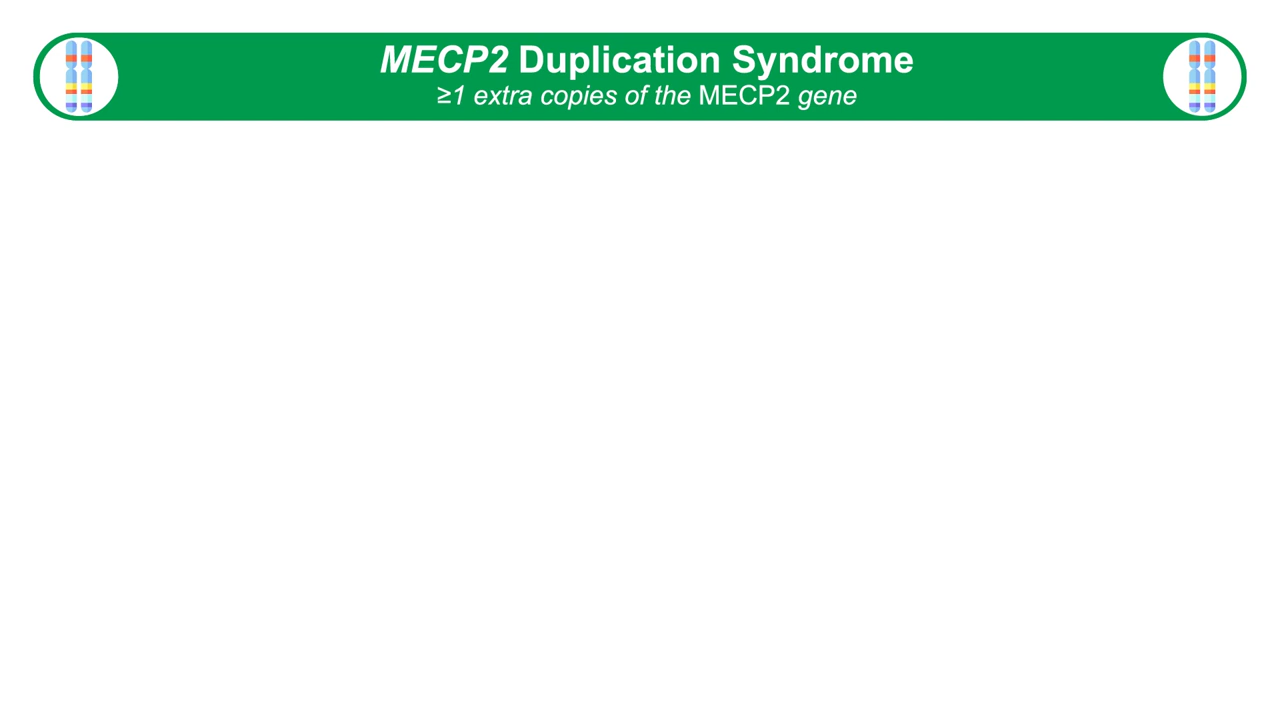 MECP2 Duplication Syndrome
≥1 extra copies of the MECP2 gene